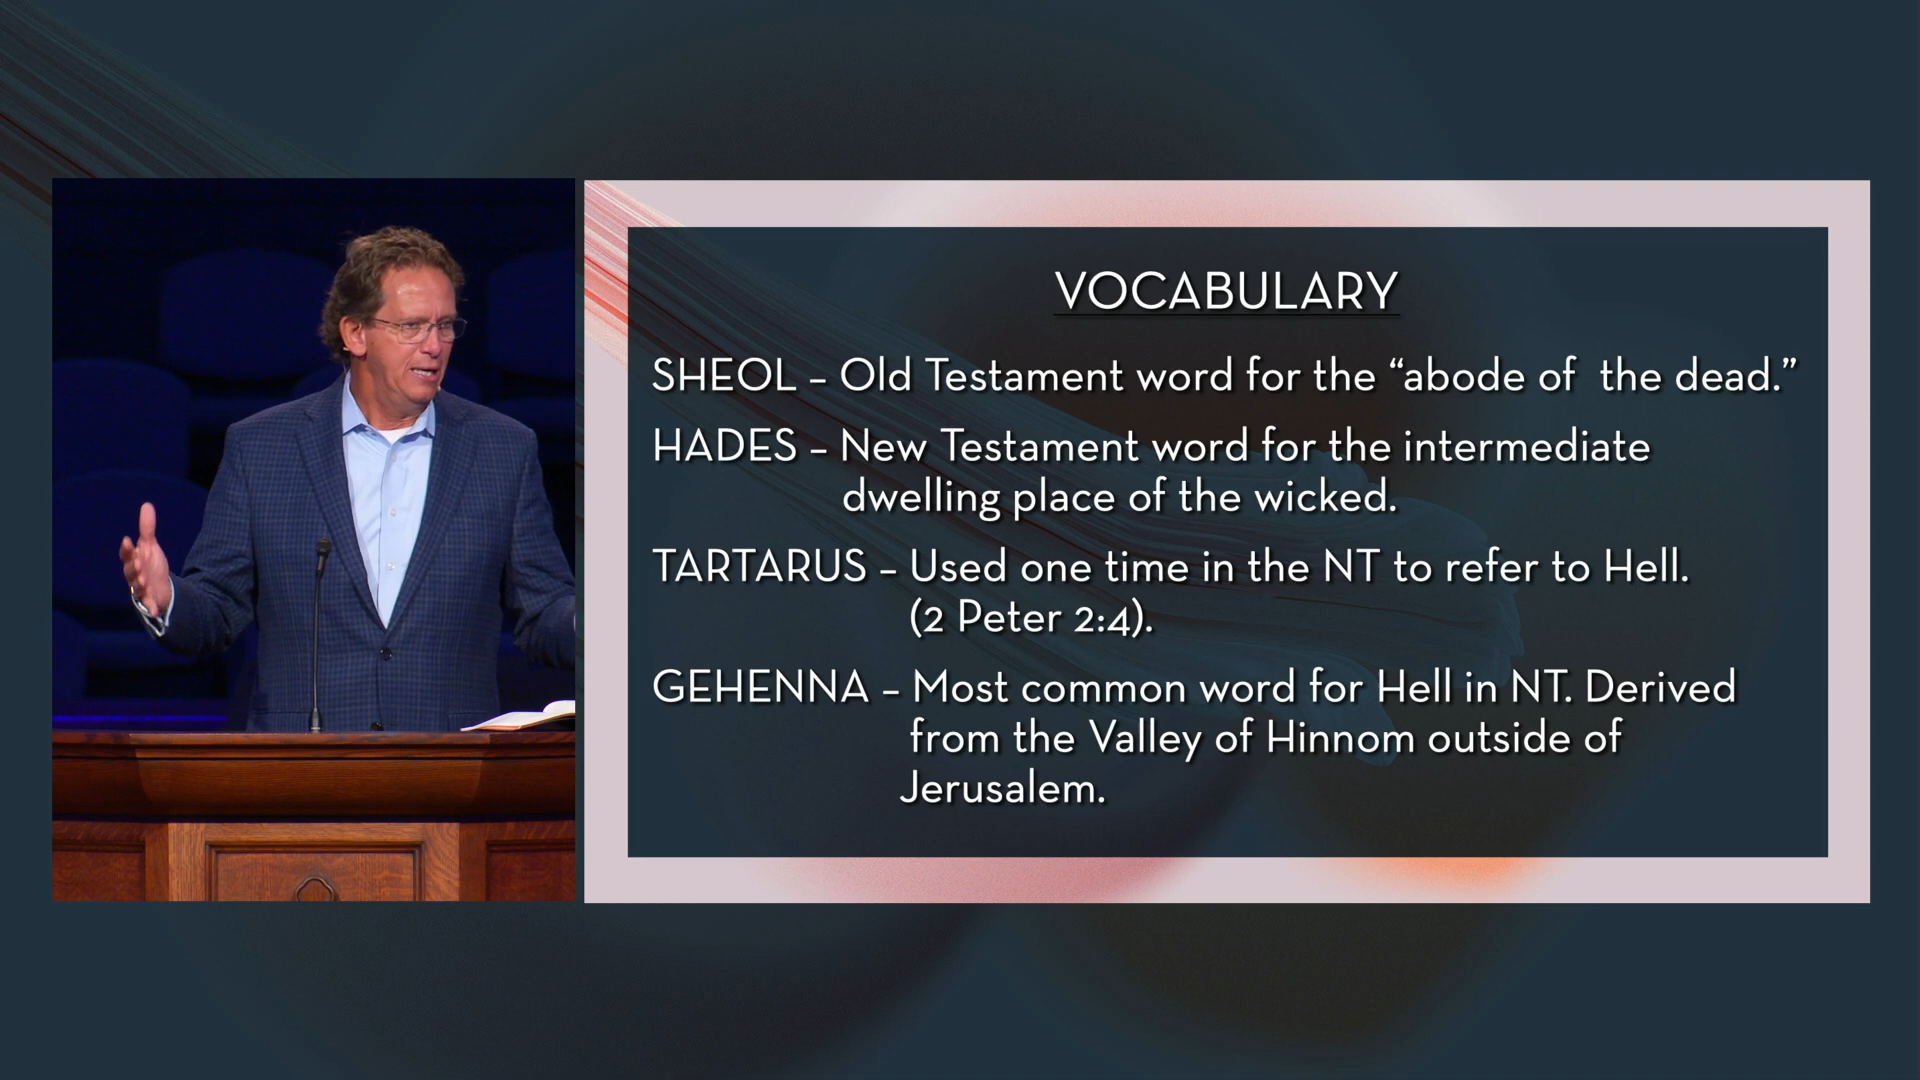 VOCABULARY
SHEOL – Old Testament word for the “abode of  the dead.”
HADES – New Testament word for the intermediate
dwelling place of the wicked.
TARTARUS – Used one time in the NT to refer to Hell.
(2 Peter 2:4).
GEHENNA – Most common word for Hell in NT. Derived
from the Valley of Hinnom outside of
Jerusalem.